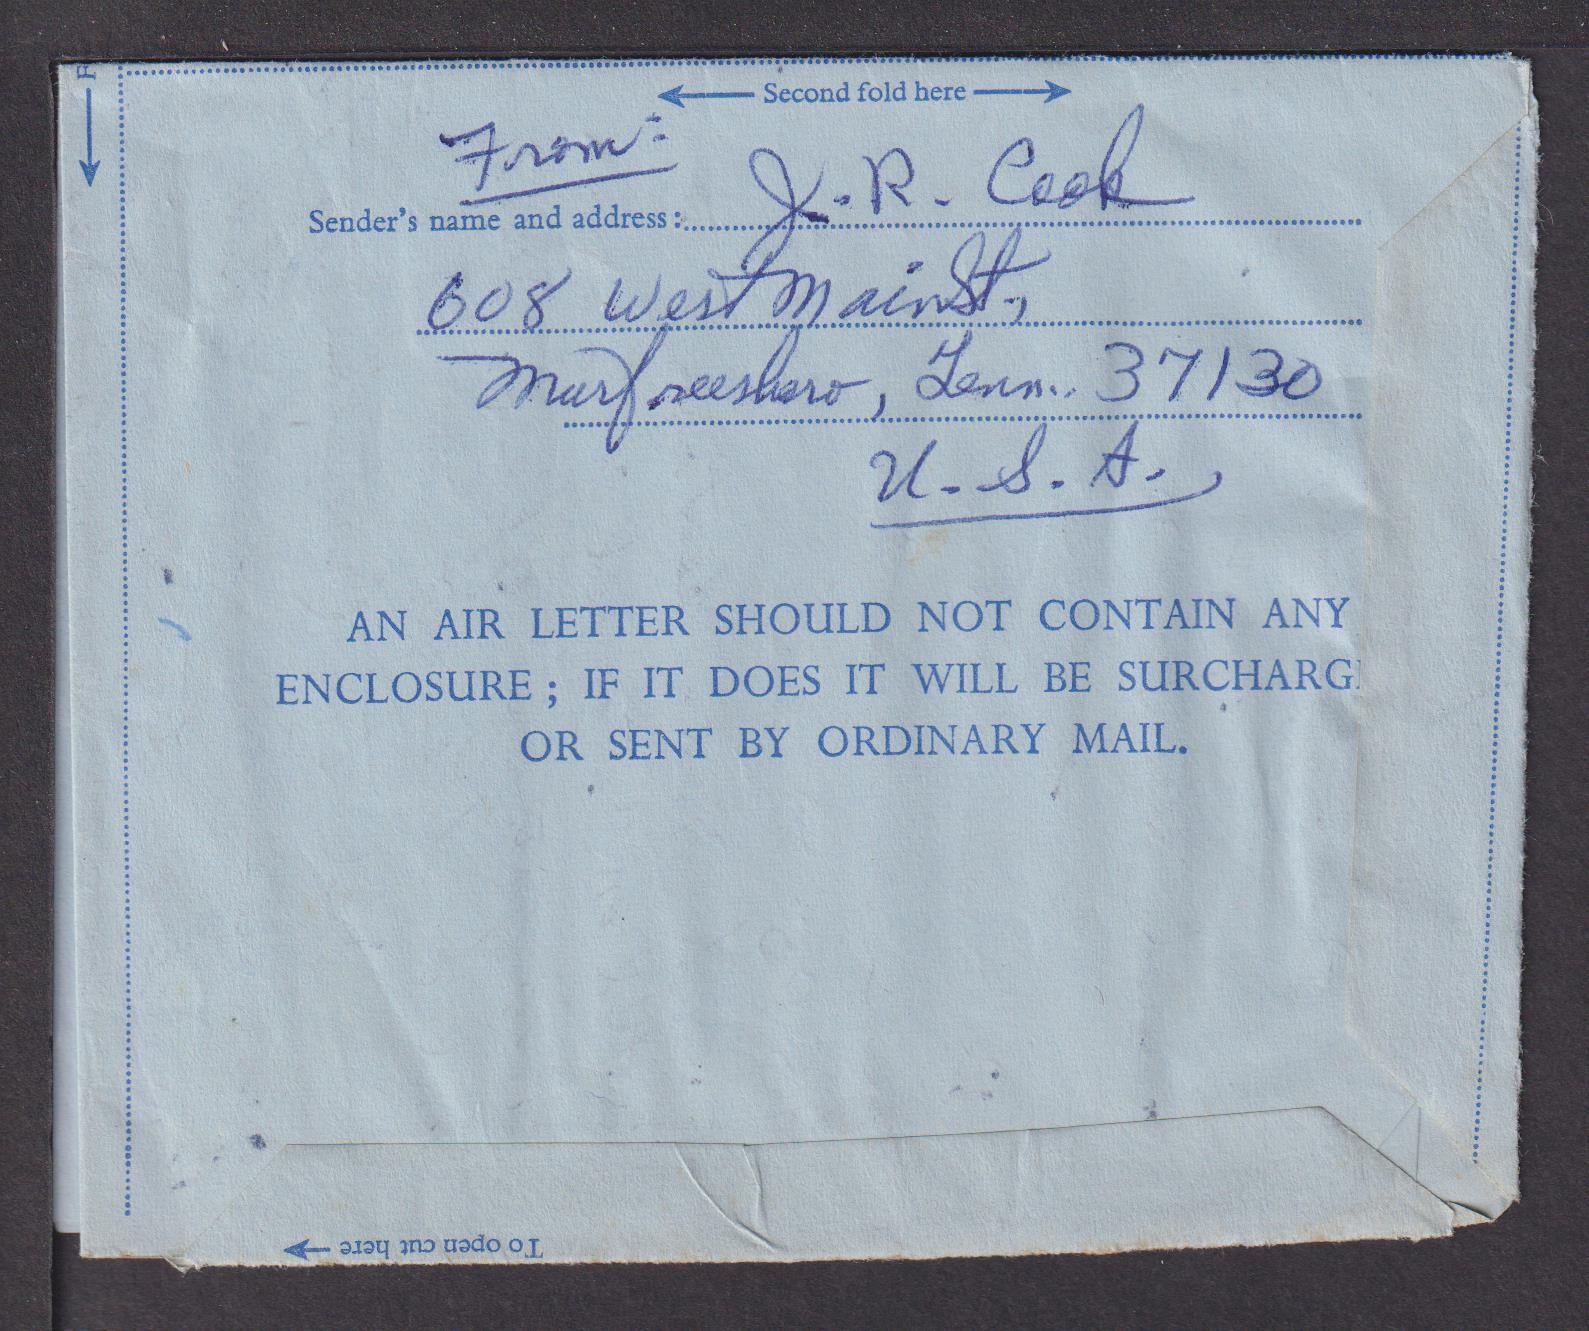 Second fold here
From:
Sender's name and address: J. R. Cook
608 West Main St.,
Murfreesboro, Tenn. 37130
U. S. A.
AN AIR LETTER SHOULD NOT CONTAIN ANY
ENCLOSURE; IF IT DOES IT WILL BE SURCHARG
OR SENT BY ORDINARY MAIL.
To open cut here